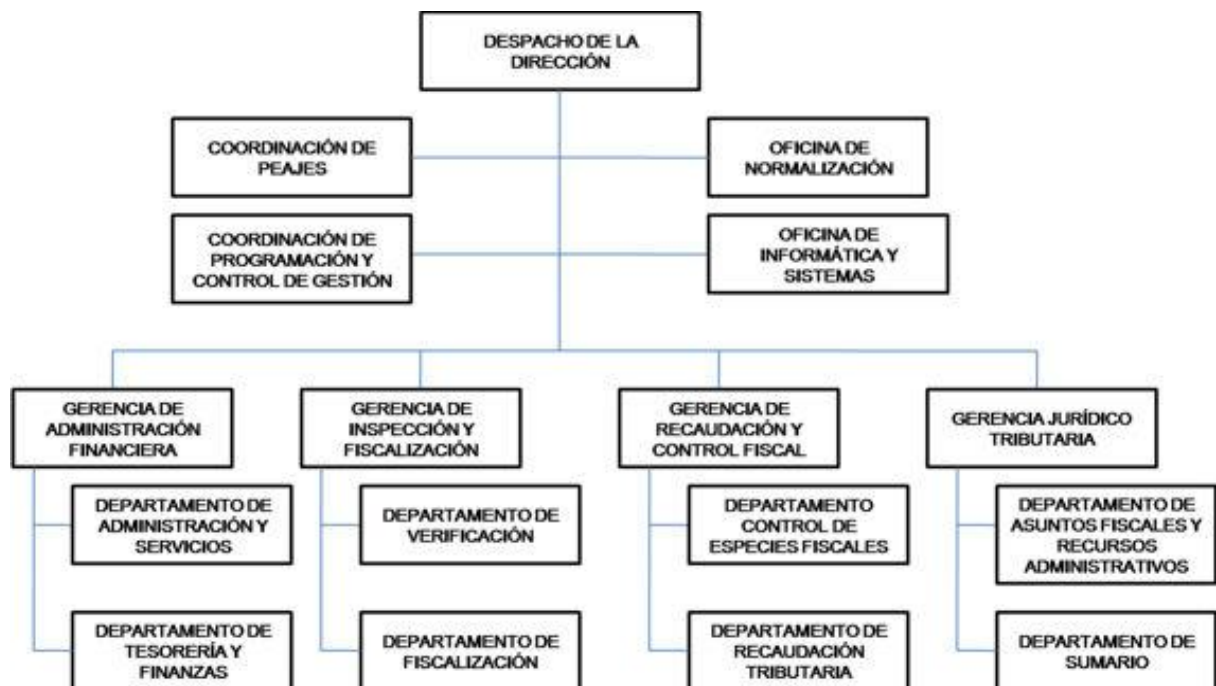 DESPACHO DE LA
DIRECCIÓN
COORDINACIÓN DE
PEAJES
OFICINA DE
NORMALIZACIÓN
COORDINACIÓN DE
PROGRAMACIÓN Y
CONTROL DE GESTIÓN
OFICINA DE
INFORMÁTICA Y
SISTEMAS
GERENCIA DE
ADMINISTRACIÓN
FINANCIERA
GERENCIA DE
INSPECCIÓN Y
FISCALIZACIÓN
GERENCIA DE
RECAUDACIÓN Y
CONTROL FISCAL
GERENCIA JURÍDICO
TRIBUTARIA
DEPARTAMENTO DE
ADMINISTRACIÓN Y
SERVICIOS
DEPARTAMENTO DE
VERIFICACIÓN
DEPARTAMENTO
CONTROL DE
ESPECIES FISCALES
DEPARTAMENTO DE
ASUNTOS FISCALES Y
RECURSOS
ADMINISTRATIVOS
DEPARTAMENTO DE
TESORERÍA Y
FINANZAS
DEPARTAMENTO DE
FISCALIZACIÓN
DEPARTAMENTO DE
RECAUDACIÓN
TRIBUTARIA
DEPARTAMENTO DE
SUMARIO